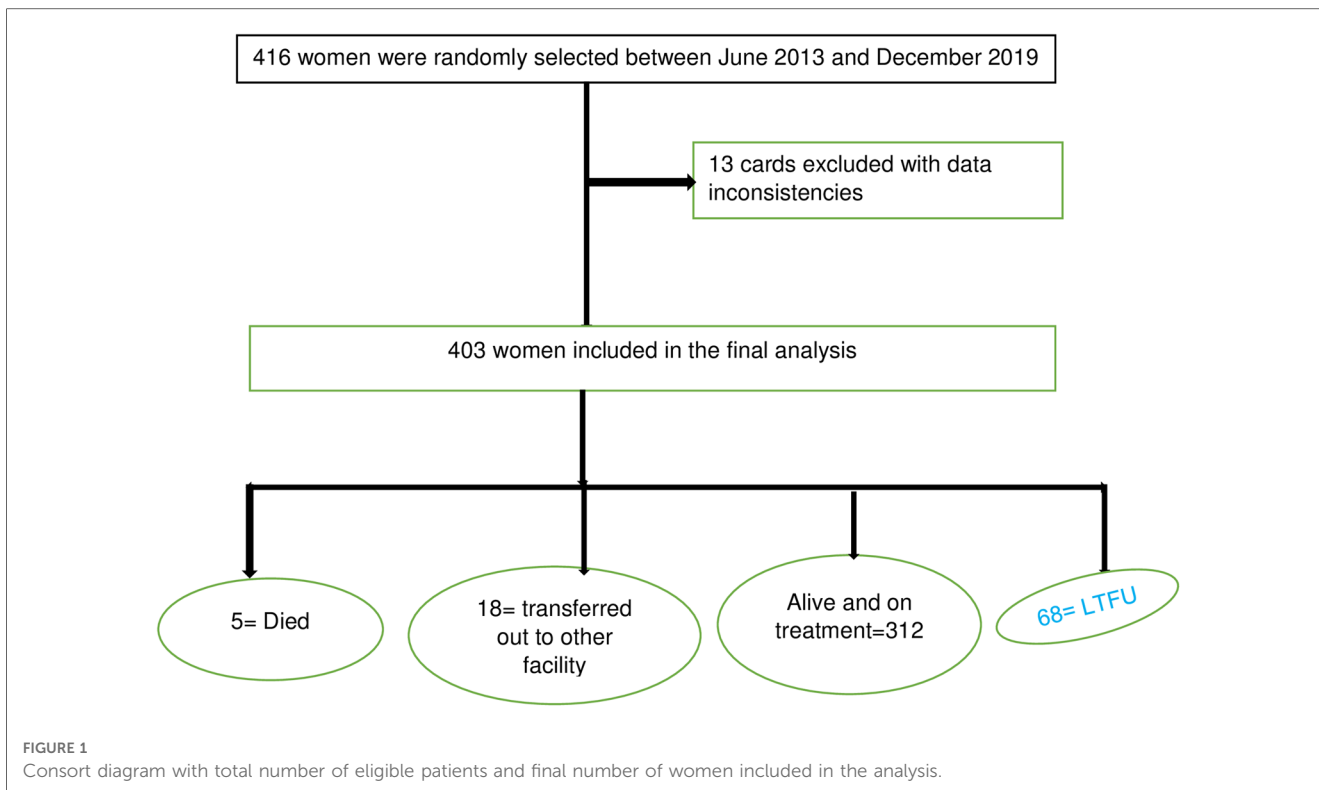 416 women were randomly selected between June 2013 and December 2019
13 cards excluded with data
inconsistencies
403 women included in the final analysis
5= Died
18= transferred
out to other
facility
Alive and on
treatment=312
68= LTFU
FIGURE 1
Consort diagram with total number of eligible patients and final number of women included in the analysis.